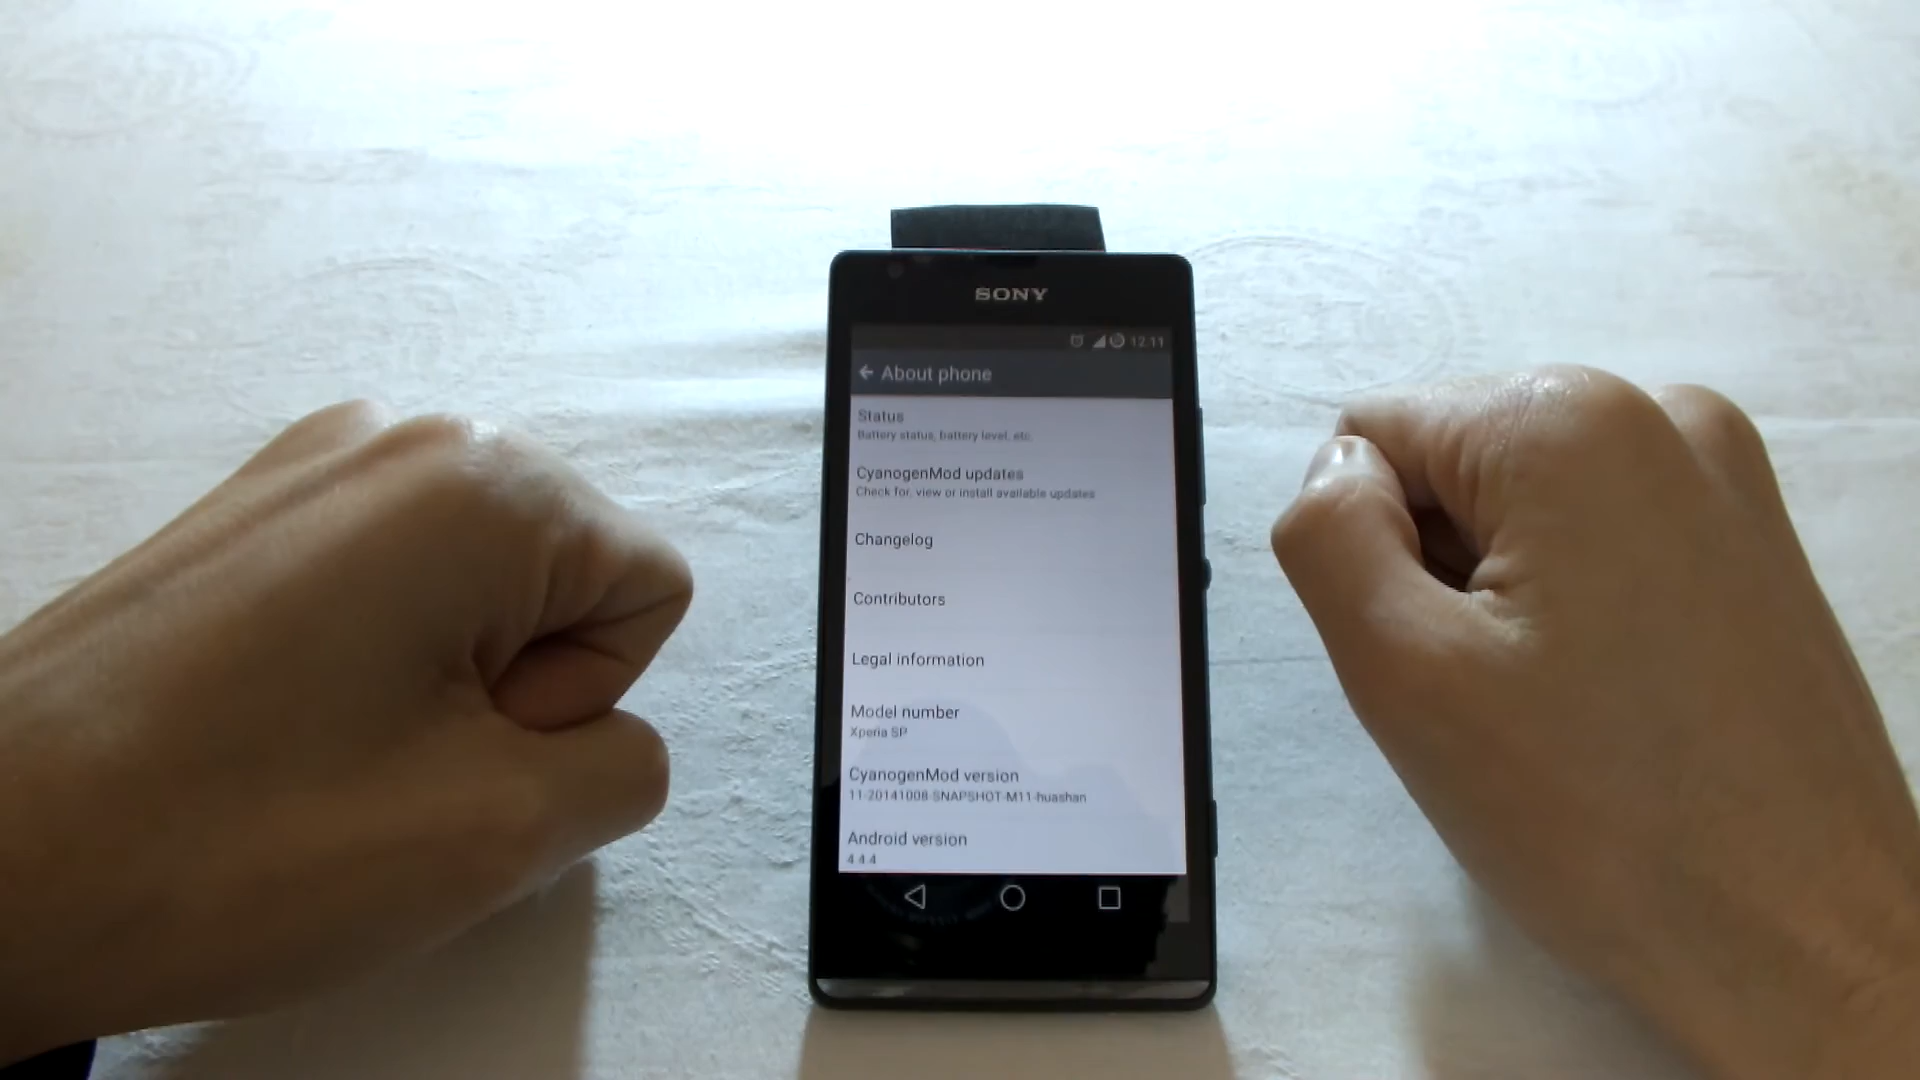 SONY
12:11
About phone
Status
Battery status, battery level, etc.
CyanogenMod updates
Check for, view or install available updates
Changelog
Contributors
Legal information
Model number
Xperia SP
CyanogenMod version
11-20141008-SNAPSHOT-M11-huashan
Android version
4.4.4